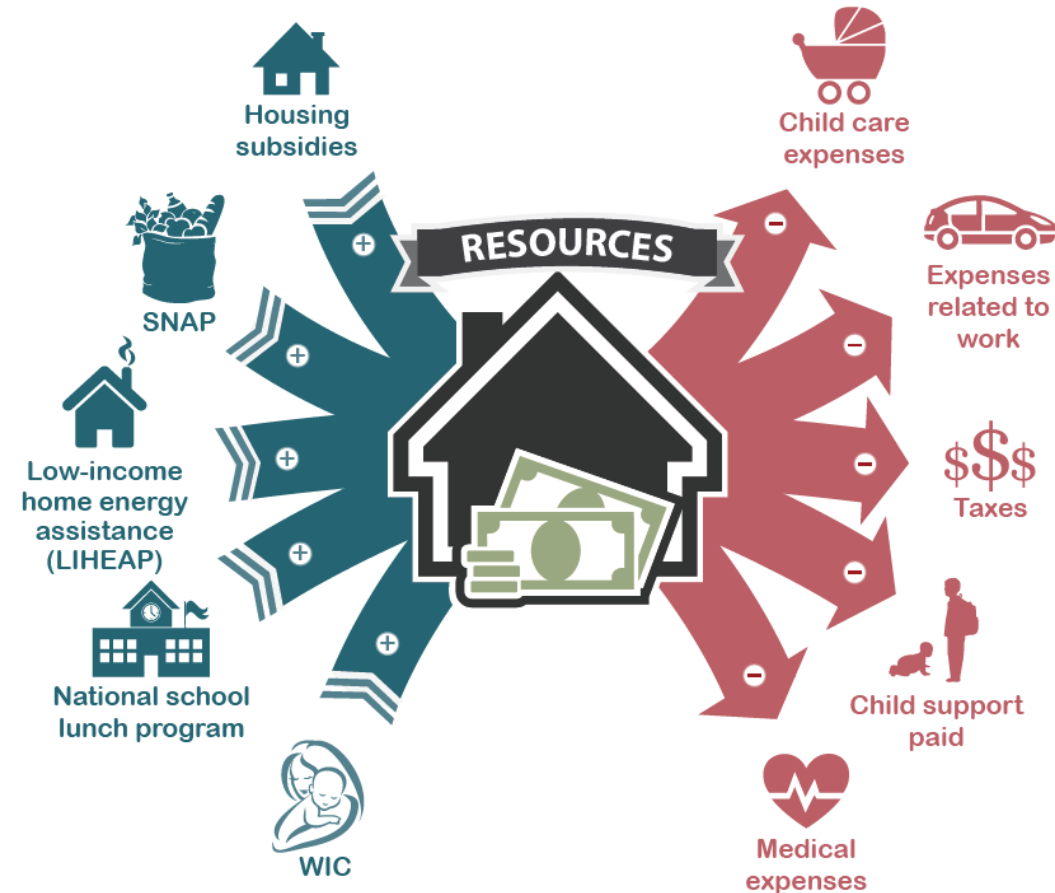 Housing
subsidies
SNAP
Low-income
home energy
assistance
(LIHEAP)
National school
lunch program
WIC
RESOURCES
Child care
expenses
Expenses
related to
work
$$$
Taxes
Child support
paid
Medical
expenses